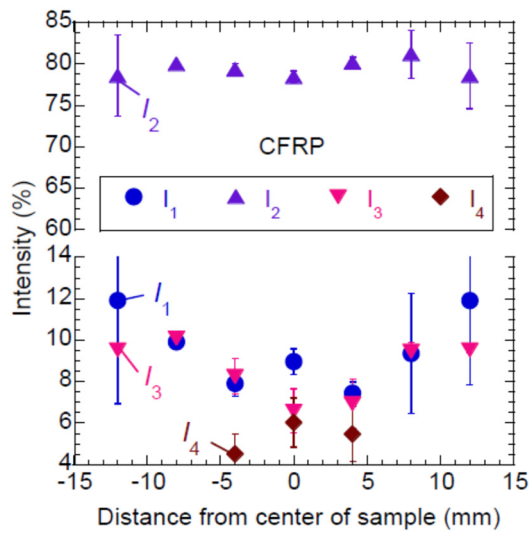 85
80
75
70
65
60
I₂
CFRP
I₁ I₂ I₃ I₄
Intensity (%)
14
12
10
8
6
4
I₁
I₃
I₄
-15 -10 -5 0 5 10 15
Distance from center of sample (mm)